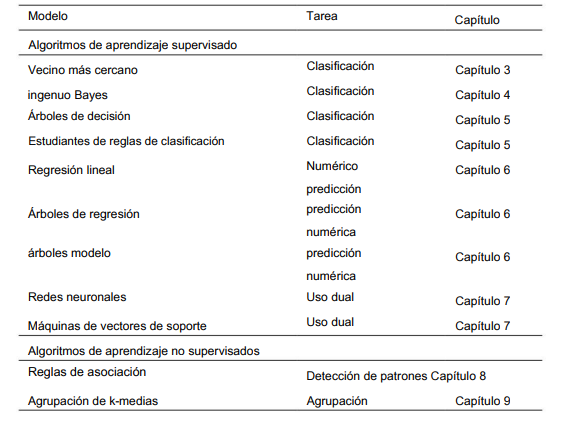 Modelo Tarea Capítulo
Algoritmos de aprendizaje supervisado
Vecino más cercano Clasificación Capítulo 3
ingenuo Bayes Clasificación Capítulo 4
Árboles de decisión Clasificación Capítulo 5
Estudiantes de reglas de clasificación Clasificación Capítulo 5
Regresión lineal Numérico Capítulo 6
predicción
Árboles de regresión predicción Capítulo 6
numérica
árboles modelo predicción Capítulo 6
numérica
Redes neuronales Uso dual Capítulo 7
Máquinas de vectores de soporte Uso dual Capítulo 7
Algoritmos de aprendizaje no supervisados
Reglas de asociación Detección de patrones Capítulo 8
Agrupación de k-medias Agrupación Capítulo 9